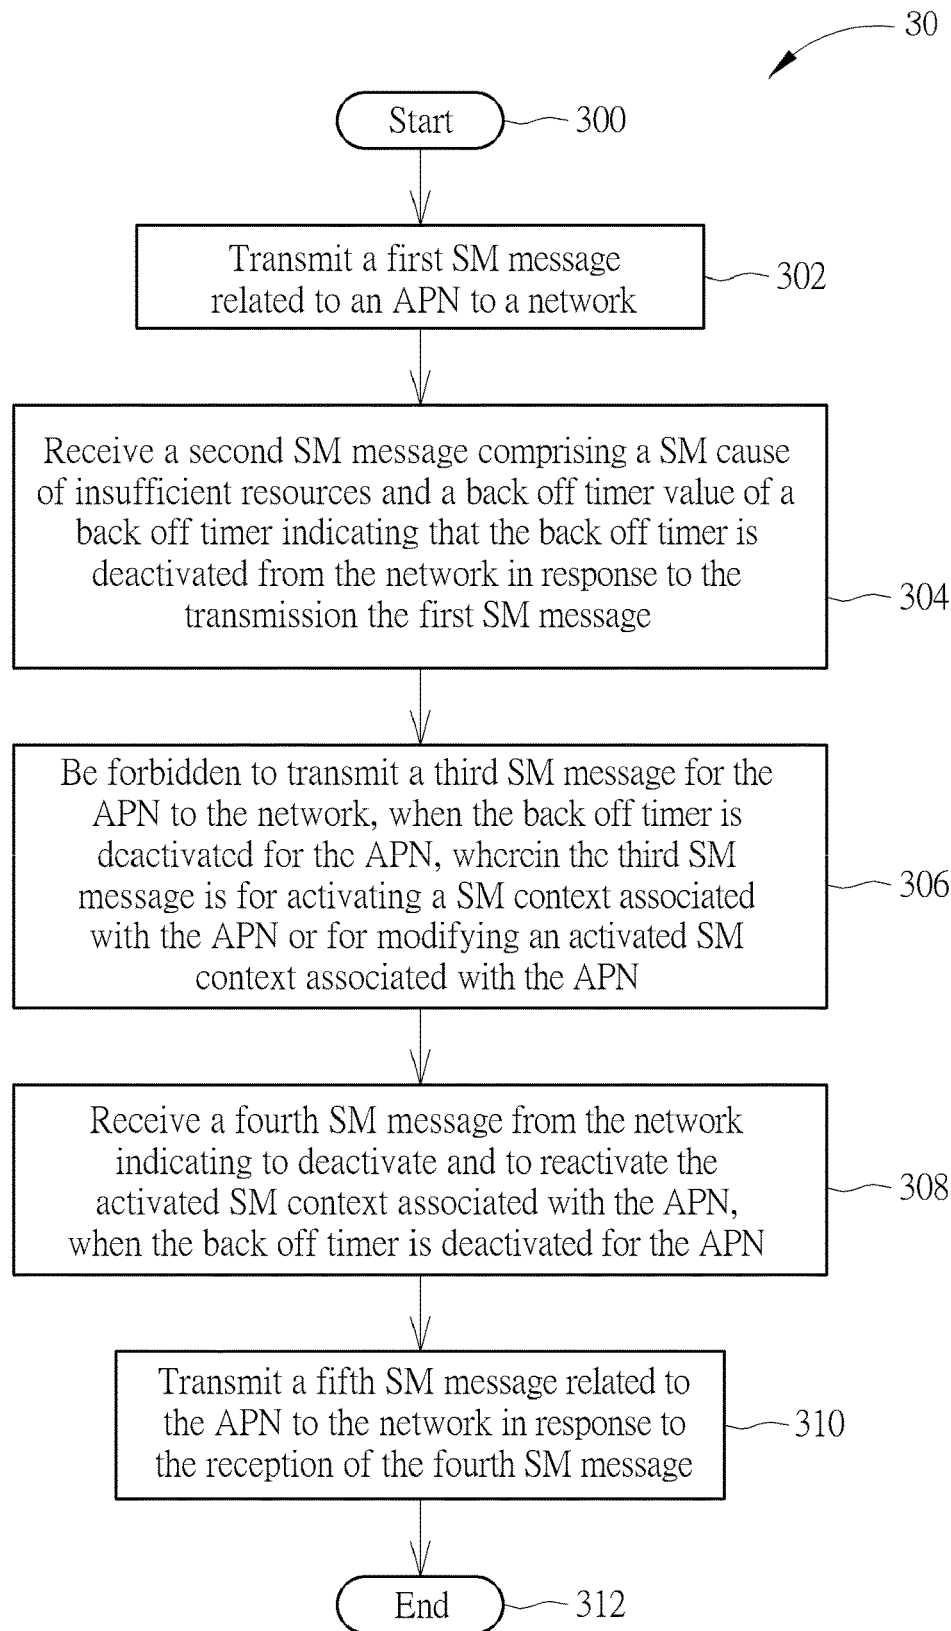 30
Start
300
Transmit a first SM message
related to an APN to a network
302
Receive a second SM message comprising a SM cause
of insufficient resources and a back off timer value of a
back off timer indicating that the back off timer is
deactivated from the network in response to the
transmission the first SM message
304
Be forbidden to transmit a third SM message for the
APN to the network, when the back off timer is
deactivated for the APN, wherein the third SM
message is for activating a SM context associated
with the APN or for modifying an activated SM
context associated with the APN
306
Receive a fourth SM message from the network
indicating to deactivate and to reactivate the
activated SM context associated with the APN,
when the back off timer is deactivated for the APN
308
Transmit a fifth SM message related to
the APN to the network in response to
the reception of the fourth SM message
310
End
312